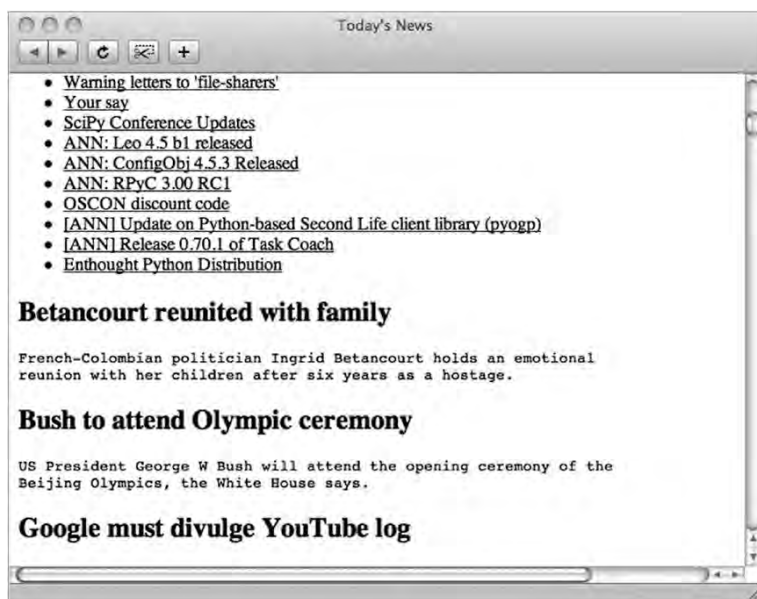 Today's News
Warning letters to 'file-sharers'
Your say
SciPy Conference Updates
ANN: Leo 4.5 b1 released
ANN: ConfigObj 4.5.3 Released
ANN: RPyC 3.00 RC1
OSCON discount code
[ANN] Update on Python-based Second Life client library (pyogp)
[ANN] Release 0.70.1 of Task Coach
Enthought Python Distribution
Betancourt reunited with family
French-Colombian politician Ingrid Betancourt holds an emotional
reunion with her children after six years as a hostage.
Bush to attend Olympic ceremony
US President George W Bush will attend the opening ceremony of the
Beijing Olympics, the White House says.
Google must divulge YouTube log